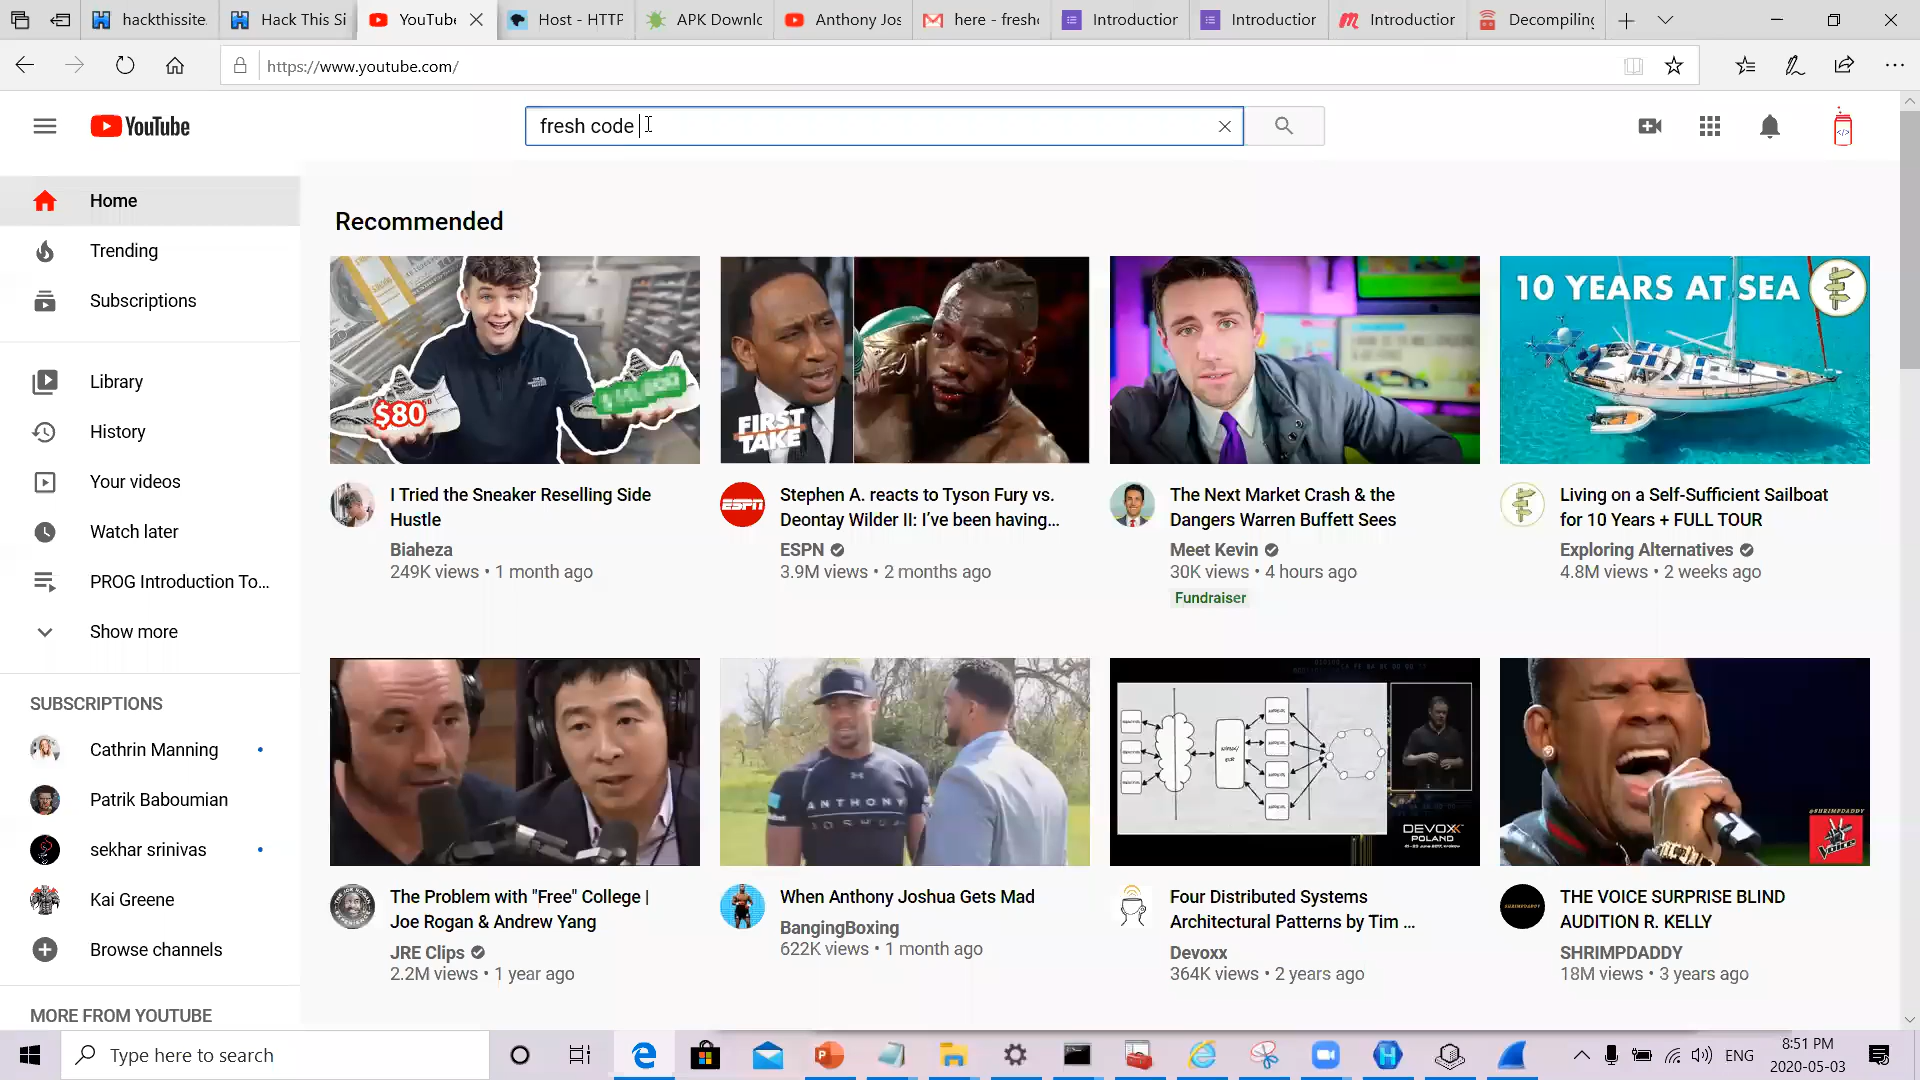 hackthissite
Hack This Si
YouTube
Host - HTTP
APK Downlo
Anthony Jos
here - fresho
Introduction
Introduction
Introduction
Decompiling
https://www.youtube.com/
YouTube
fresh code
Home
Trending
Subscriptions
Library
History
Your videos
Watch later
PROG Introduction To...
Show more
SUBSCRIPTIONS
Cathrin Manning
Patrik Baboumian
sekhar srinivas
Kai Greene
Browse channels
MORE FROM YOUTUBE
Recommended
$80
I Tried the Sneaker Reselling Side
Hustle
Biaheza
249K views • 1 month ago
FIRST
TAKE
ESPN
Stephen A. reacts to Tyson Fury vs.
Deontay Wilder II: I've been having...
ESPN
3.9M views • 2 months ago
The Next Market Crash & the
Dangers Warren Buffett Sees
Meet Kevin
30K views • 4 hours ago
Fundraiser
10 YEARS AT SEA
Living on a Self-Sufficient Sailboat
for 10 Years + FULL TOUR
Exploring Alternatives
4.8M views • 2 weeks ago
The Problem with "Free" College |
Joe Rogan & Andrew Yang
JRE Clips
2.2M views • 1 year ago
ANTHONY
JOSHUA
When Anthony Joshua Gets Mad
BangingBoxing
622K views • 1 month ago
DEVOXX
POLAND
Four Distributed Systems
Architectural Patterns by Tim ...
Devoxx
364K views • 2 years ago
@SHRIMPDADDY
Voice
THE VOICE SURPRISE BLIND
AUDITION R. KELLY
SHRIMPDADDY
18M views • 3 years ago
Type here to search
ENG
8:51 PM
2020-05-03